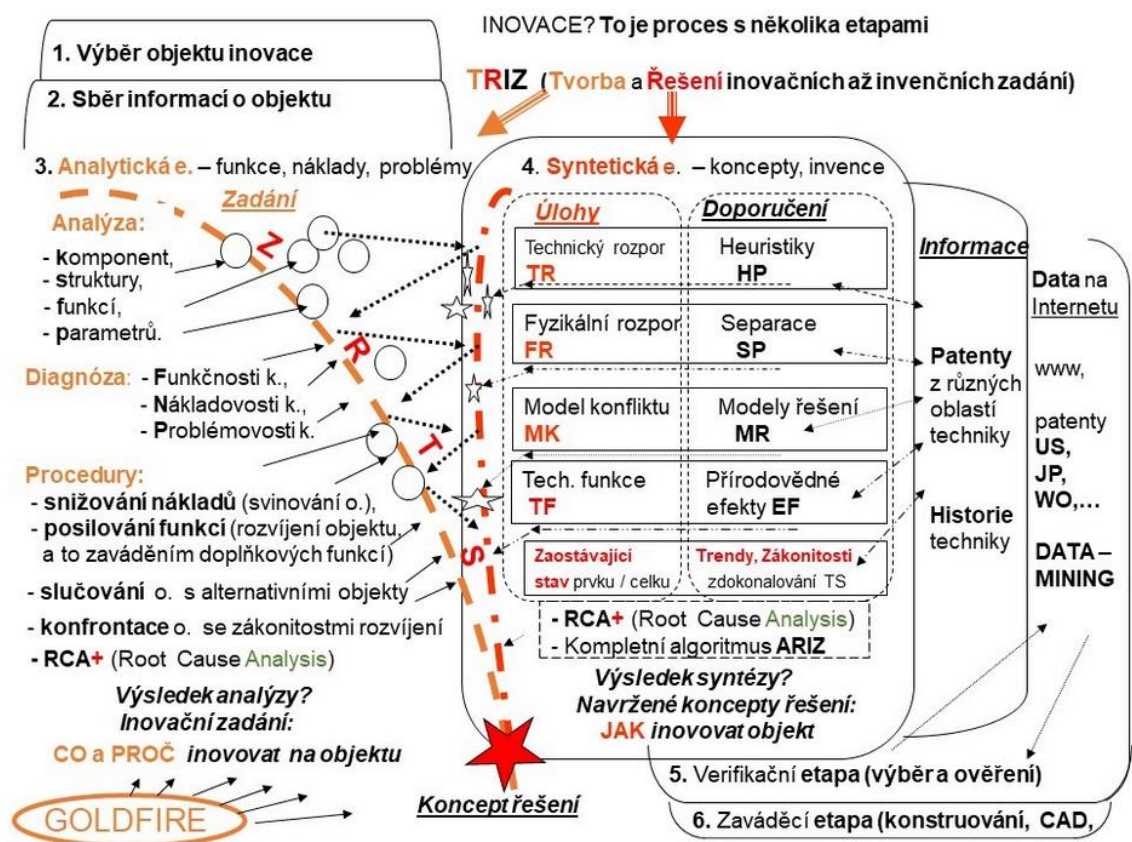 INOVACE? To je proces s několika etapami
1. Výběr objektu inovace
TRIZ (Tvorba a Řešení inovačních až invenčních zadání)
2. Sběr informací o objektu
3. Analytická e. – funkce, náklady, problémy
Zadání
Analýza:
- komponent,
- struktury,
- funkcí,
- parametrů.
Diagnóza: - Funkčnosti k.,
- Nákladovosti k.,
- Problémovosti k.
Procedury:
- snižování nákladů (svinování o.),
- posilování funkcí (rozvíjení objektu,
a to zaváděním doplňkových funkcí)
- slučování o. s alternativními objekty
- konfrontace o. se zákonitostmi rozvíjení
- RCA+ (Root Cause Analysis)
Výsledek analýzy?
Inovační zadání:
CO a PROČ inovovat na objektu
GOLDFIRE
Z
R
T
S
4. Syntetická e. – koncepty, invence
Úlohy
Doporučení
Technický rozpor
TR
Heuristiky
HP
Fyzikální rozpor
FR
Separace
SP
Model konfliktu
MK
Modely řešení
MR
Tech. funkce
TF
Přírodovědné
efekty EF
Zaostávající
stav prvku / celku
Trendy, Zákonitosti
zdokonalování TS
- RCA+ (Root Cause Analysis)
- Kompletní algoritmus ARIZ
Výsledek syntézy?
Navržené koncepty řešení:
JAK inovovat objekt
Koncept řešení
Informace
Patenty
z různých
oblastí
techniky
Historie
techniky
Data na
Internetu
www,
patenty
US,
JP,
WO,...
DATA –
MINING
5. Verifikační etapa (výběr a ověření)
6. Zaváděcí etapa (konstruování, CAD,